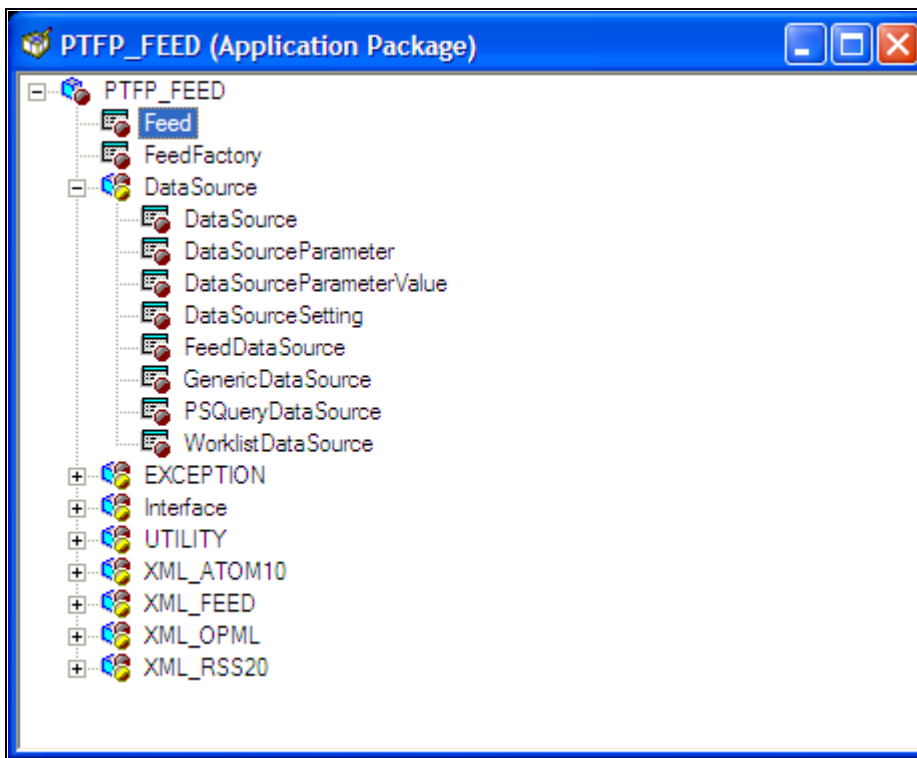 PTFP_FEED (Application Package)
PTFP_FEED
Feed
FeedFactory
DataSource
DataSource
DataSourceParameter
DataSourceParameterValue
DataSourceSetting
FeedDataSource
GenericDataSource
PSQueryDataSource
WorklistDataSource
EXCEPTION
Interface
UTILITY
XML_ATOM10
XML_FEED
XML_OPML
XML_RSS20